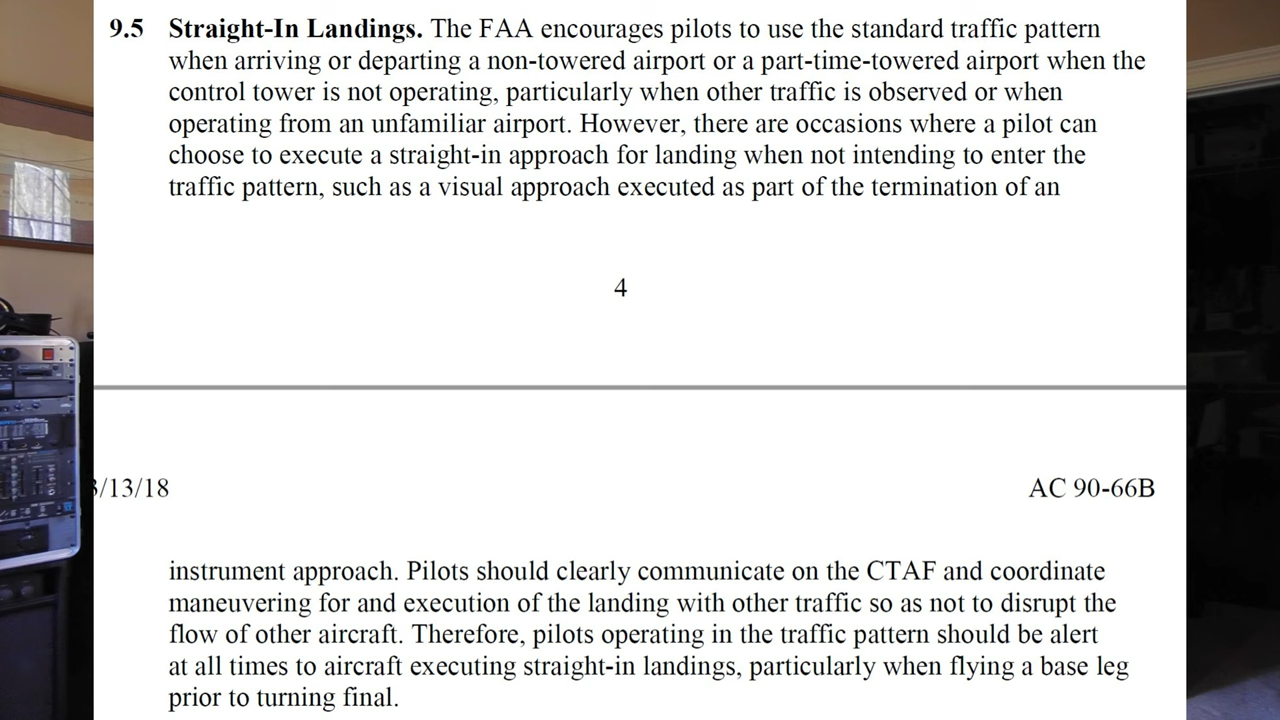 9.5 Straight-In Landings. The FAA encourages pilots to use the standard traffic pattern
when arriving or departing a non-towered airport or a part-time-towered airport when the
control tower is not operating, particularly when other traffic is observed or when
operating from an unfamiliar airport. However, there are occasions where a pilot can
choose to execute a straight-in approach for landing when not intending to enter the
traffic pattern, such as a visual approach executed as part of the termination of an
4
3/13/18 AC 90-66B
instrument approach. Pilots should clearly communicate on the CTAF and coordinate
maneuvering for and execution of the landing with other traffic so as not to disrupt the
flow of other aircraft. Therefore, pilots operating in the traffic pattern should be alert
at all times to aircraft executing straight-in landings, particularly when flying a base leg
prior to turning final.